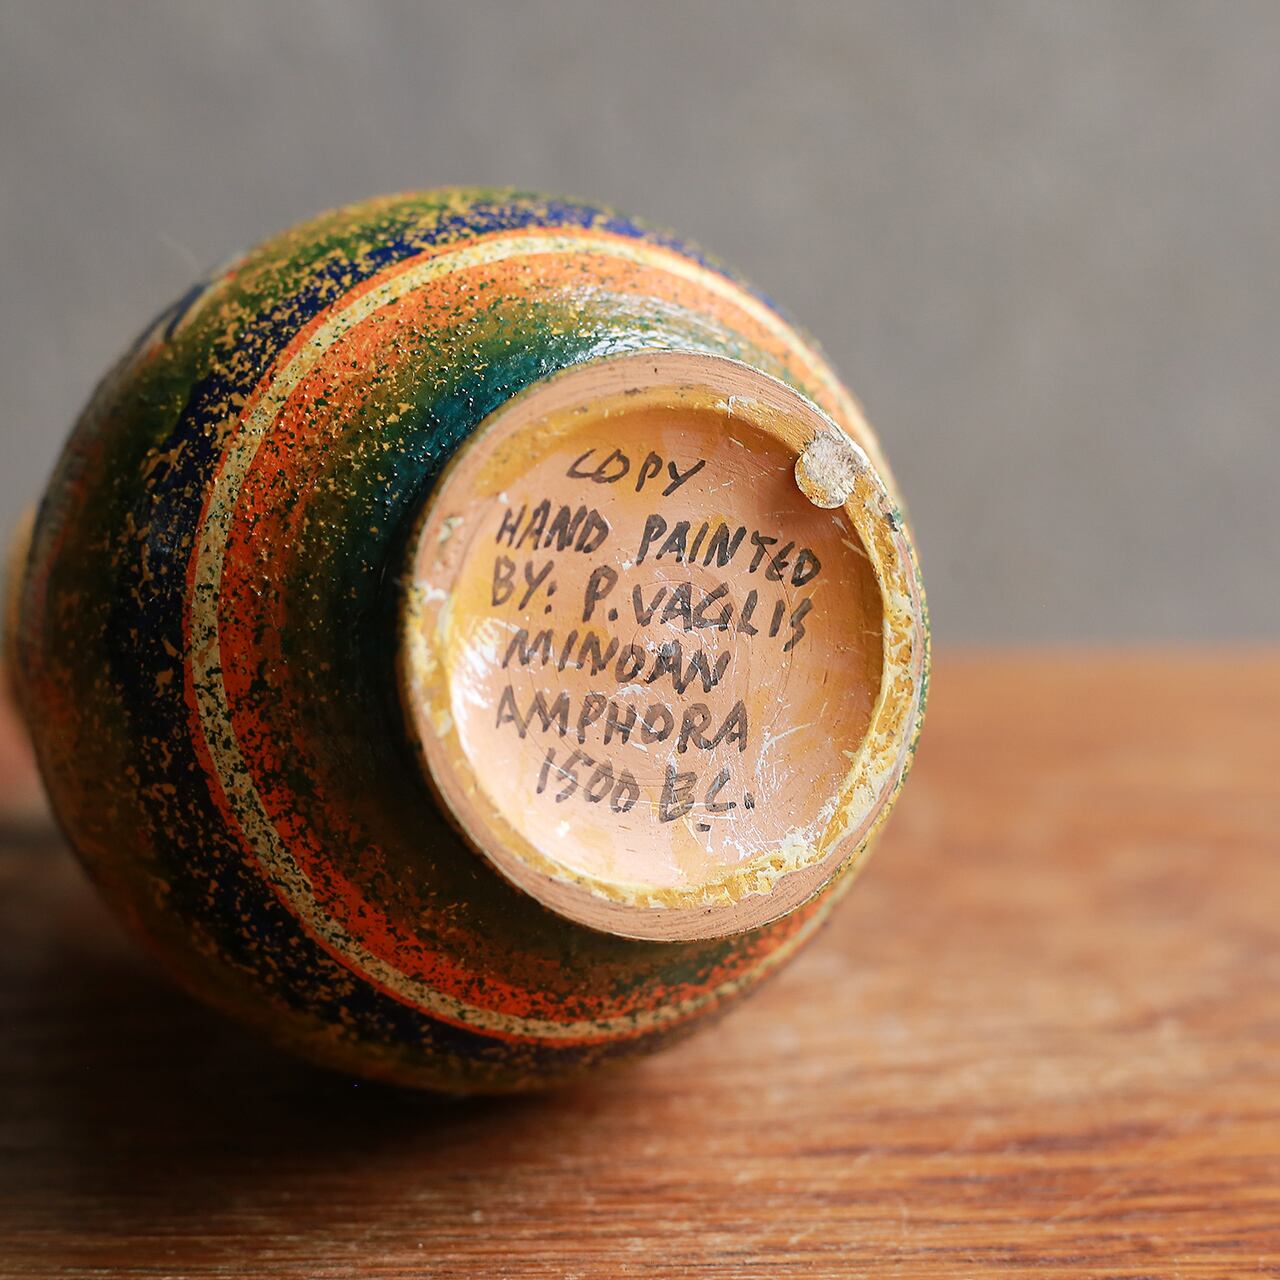 COPY
HAND PAINTED
BY: P. VAGLIS
MINOAN
AMPHORA
1500 B.C.